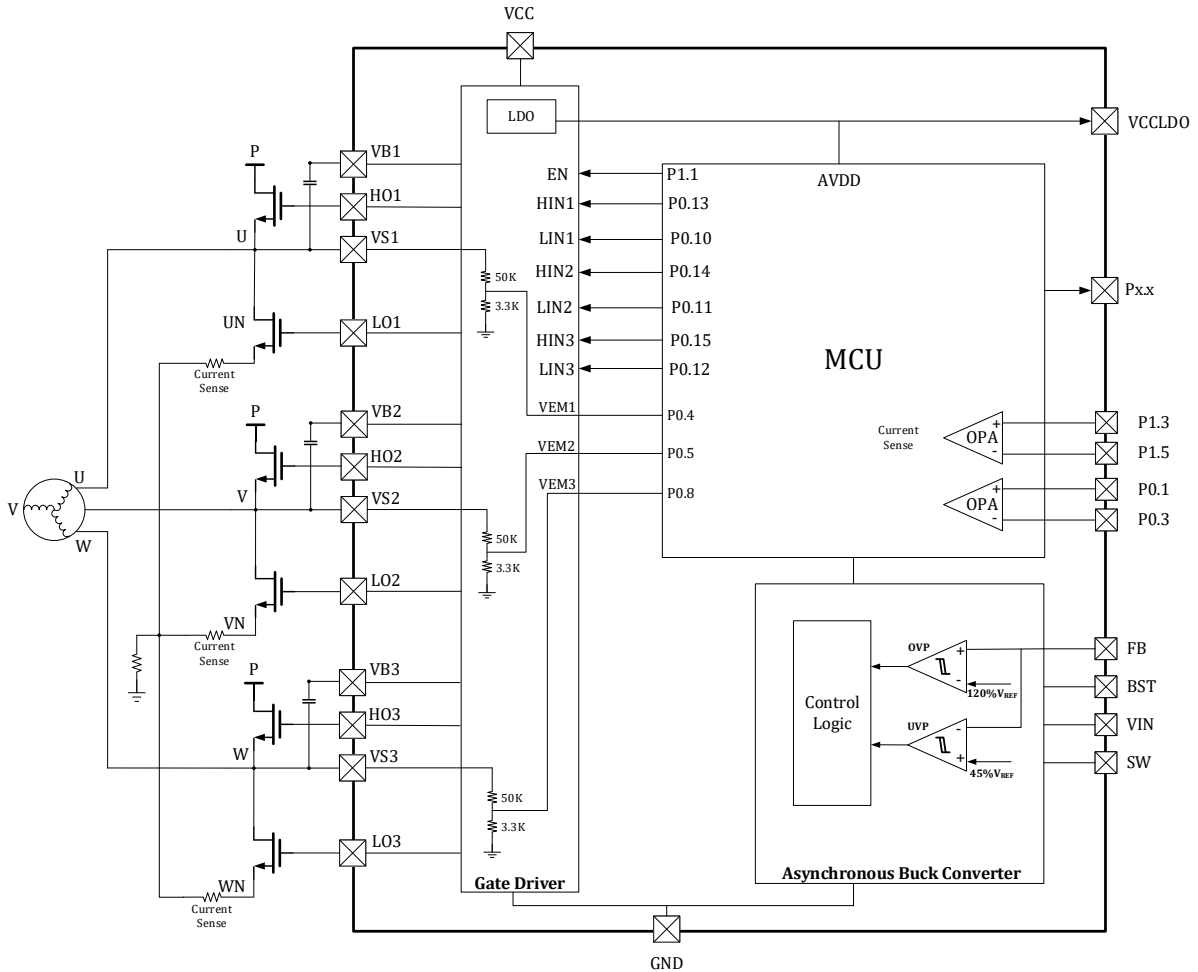 VCC
LDO
VCCLDO
P
VB1
HO1
U
VS1
50K
3.3K
UN
LO1
Current
Sense
EN
HIN1
LIN1
HIN2
LIN2
HIN3
LIN3
VEM1
VEM2
VEM3
P1.1
P0.13
P0.10
P0.14
P0.11
P0.15
P0.12
P0.4
P0.5
P0.8
AVDD
MCU
Px.x
Current
Sense
+
OPA
-
P1.3
P1.5
+
OPA
-
P0.1
P0.3
P
VB2
HO2
V
VS2
50K
3.3K
U
V
W
LO2
VN
Current
Sense
P
VB3
HO3
W
VS3
50K
3.3K
LO3
WN
Current
Sense
Gate Driver
Control
Logic
OVP
+
-
120%VREF
UVP
-
+
45%VREF
FB
BST
VIN
SW
Asynchronous Buck Converter
GND